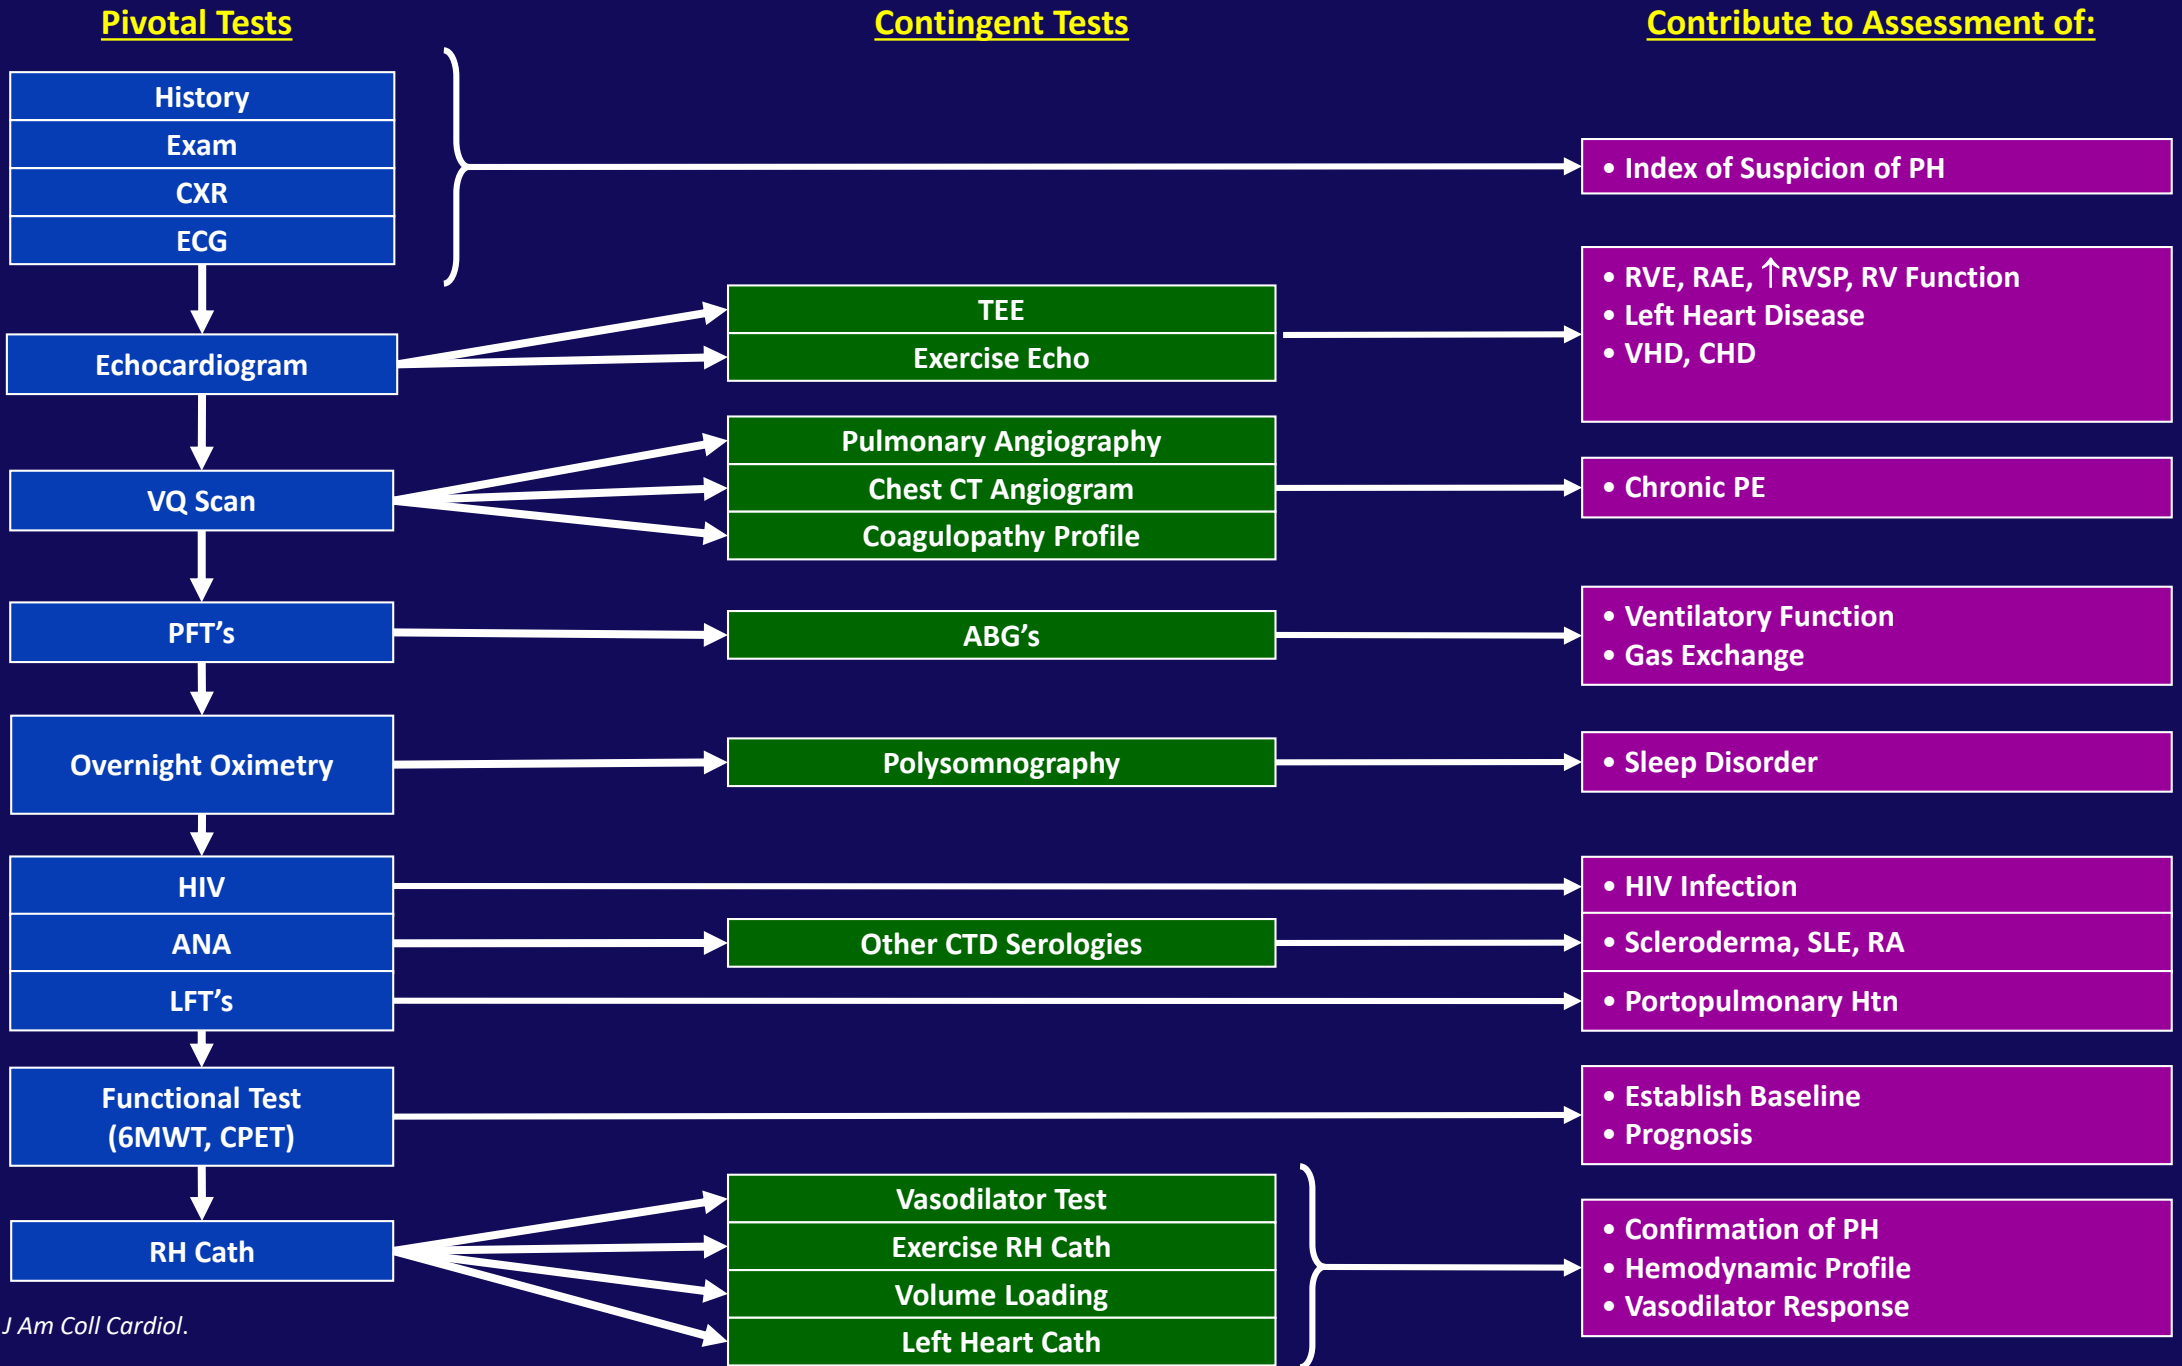 Pivotal Tests
Contingent Tests
Contribute to Assessment of:
History
Exam
CXR
ECG
• Index of Suspicion of PH
Echocardiogram
TEE
Exercise Echo
• RVE, RAE, ↑RVSP, RV Function
• Left Heart Disease
• VHD, CHD
VQ Scan
Pulmonary Angiography
Chest CT Angiogram
Coagulopathy Profile
• Chronic PE
PFT’s
ABG’s
• Ventilatory Function
• Gas Exchange
Overnight Oximetry
Polysomnography
• Sleep Disorder
HIV
• HIV Infection
ANA
Other CTD Serologies
• Scleroderma, SLE, RA
LFT’s
• Portopulmonary Htn
Functional Test
(6MWT, CPET)
• Establish Baseline
• Prognosis
RH Cath
Vasodilator Test
Exercise RH Cath
Volume Loading
Left Heart Cath
• Confirmation of PH
• Hemodynamic Profile
• Vasodilator Response
J Am Coll Cardiol.